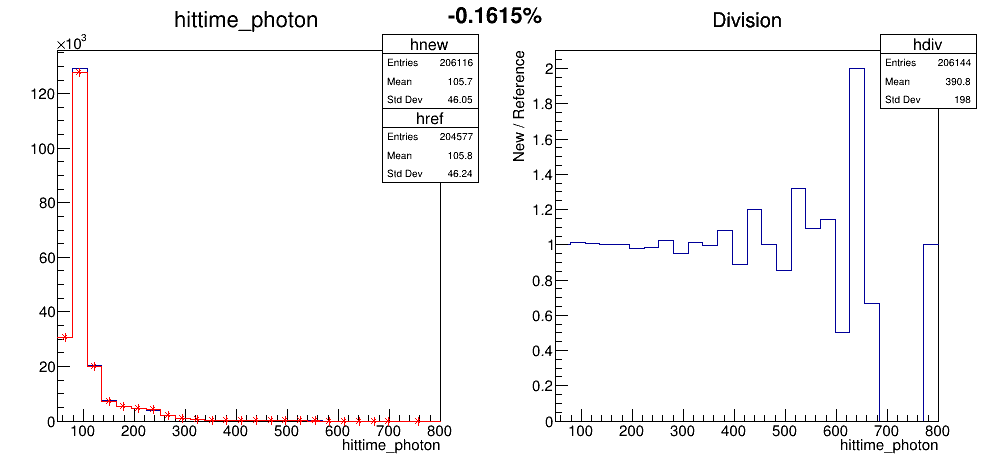 -0.1615%
hittime_photon
×10³
hnew
Entries 206116
Mean 105.7
Std Dev 46.05
href
Entries 204577
Mean 105.8
Std Dev 46.24
120
100
80
60
40
20
0
100 200 300 400 500 600 700 800
hittime_photon
Division
hdiv
Entries 206144
Mean 390.8
Std Dev 198
New / Reference
2
1.8
1.6
1.4
1.2
1
0.8
0.6
0.4
0.2
0
100 200 300 400 500 600 700 800
hittime_photon